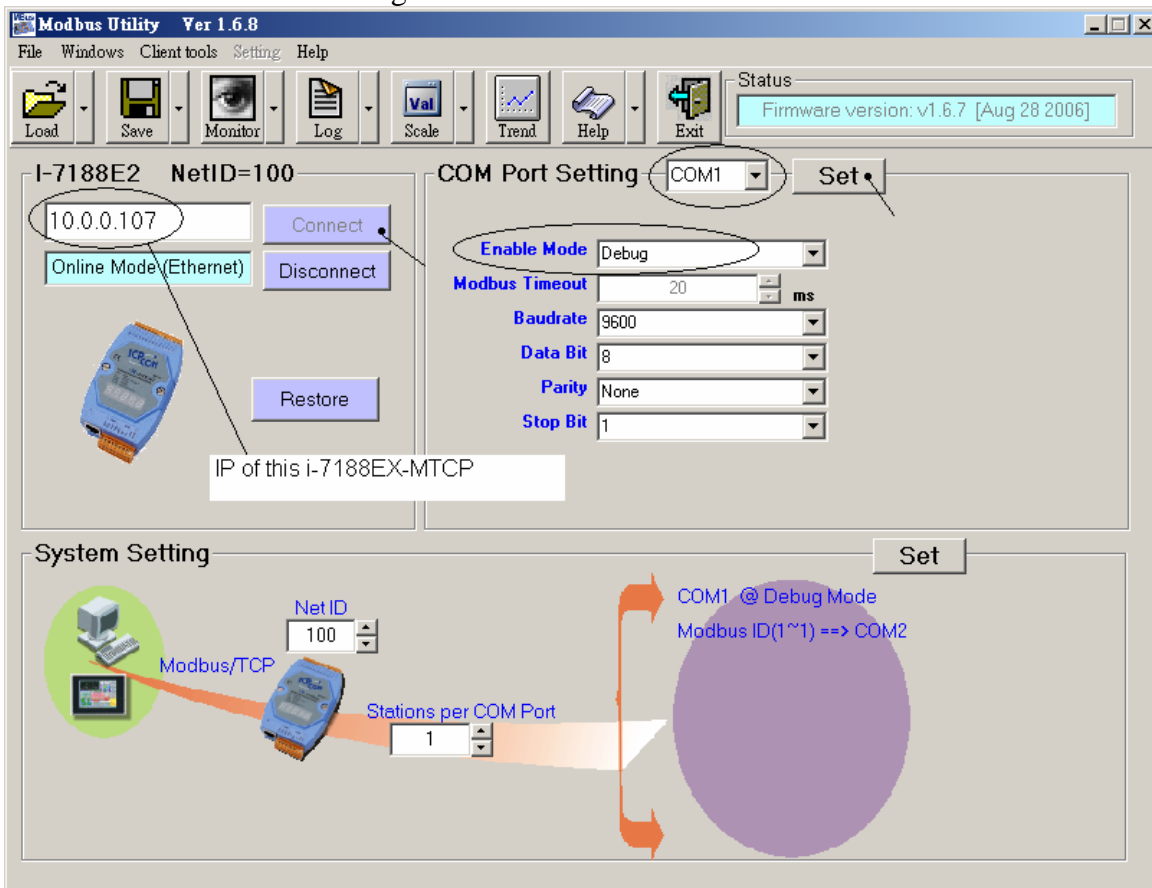 Modbus Utility Ver 1.6.8
File Windows Client tools Setting Help
Load Save Monitor Log Val Scale Trend Help Exit
Status
Firmware version: v1.6.7 [Aug 28 2006]
I-7188E2 NetID=100
10.0.0.107
Connect
Online Mode (Ethernet)
Disconnect
Restore
IP of this i-7188EX-MTCP
COM Port Setting COM1 Set
Enable Mode Debug
Modbus Timeout 20 ms
Baudrate 9600
Data Bit 8
Parity None
Stop Bit 1
System Setting
Set
Net ID
100
Modbus/TCP
Stations per COM Port
1
COM1 @ Debug Mode
Modbus ID(1~1) ==> COM2